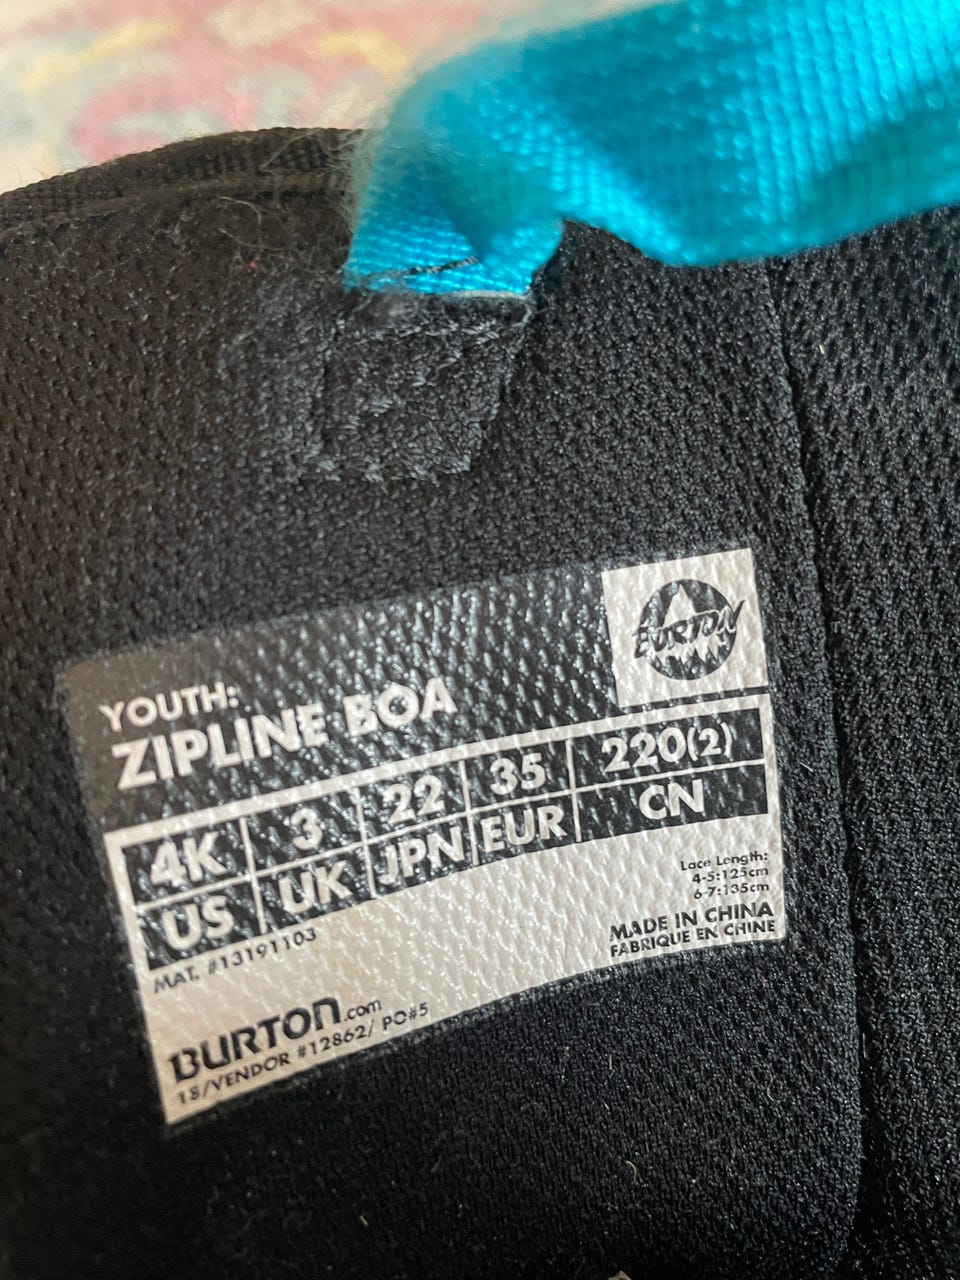 BURTON
YOUTH:
ZIPLINE BOA
4K 3 22 35 220(2)
US UK JPN EUR CN
MAT. #13191103
Lace Length:
4-5:125cm
6-7:135cm
MADE IN CHINA
FABRIQUE EN CHINE
BURTON.com
18/VENDOR #12862/ PO#5